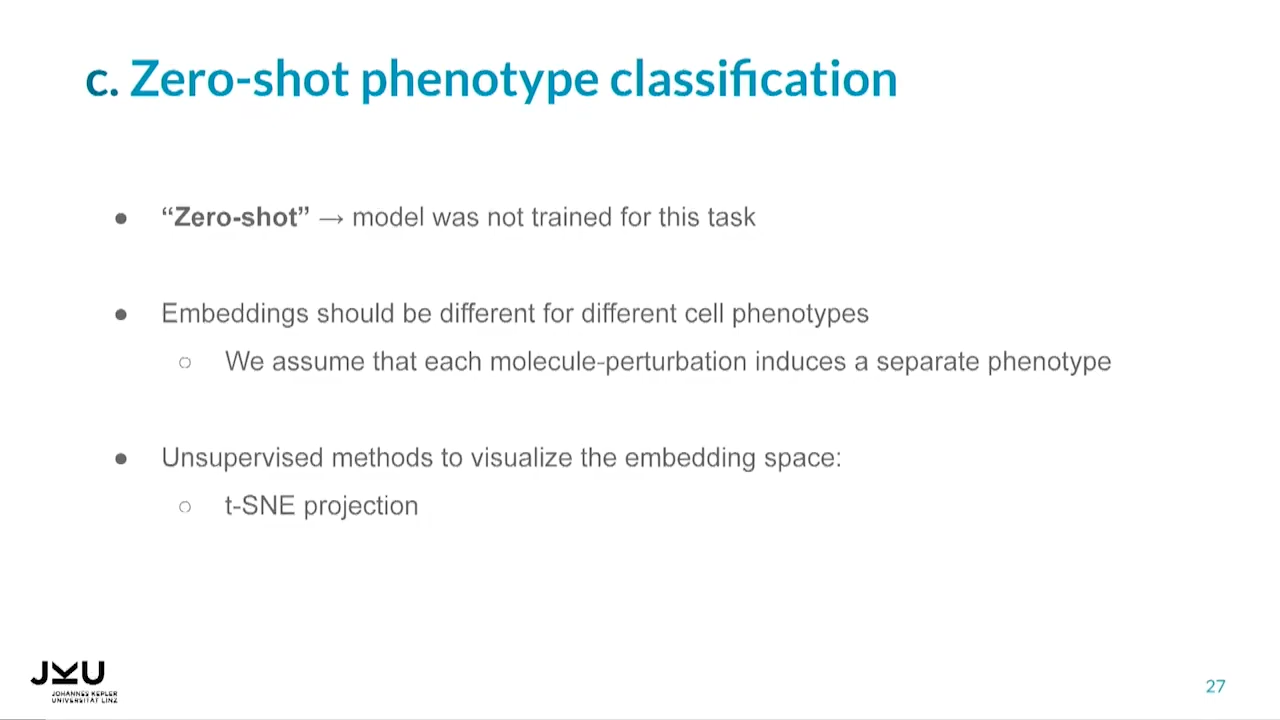 c. Zero-shot phenotype classification
● “Zero-shot” → model was not trained for this task
● Embeddings should be different for different cell phenotypes
○ We assume that each molecule-perturbation induces a separate phenotype
● Unsupervised methods to visualize the embedding space:
○ t-SNE projection
JKU
JOHANNES KEPLER
UNIVERSITÄT LINZ
27